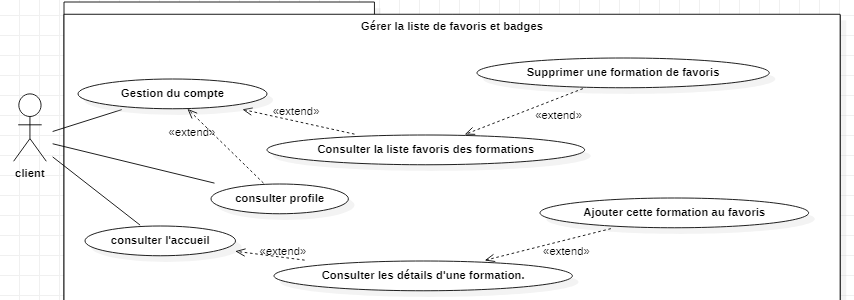 Gérer la liste de favoris et badges
Supprimer une formation de favoris
Gestion du compte
«extend»
«extend»
«extend»
Consulter la liste favoris des formations
client
consulter profile
Ajouter cette formation au favoris
consulter l'accueil
«extend»
«extend»
Consulter les détails d'une formation.